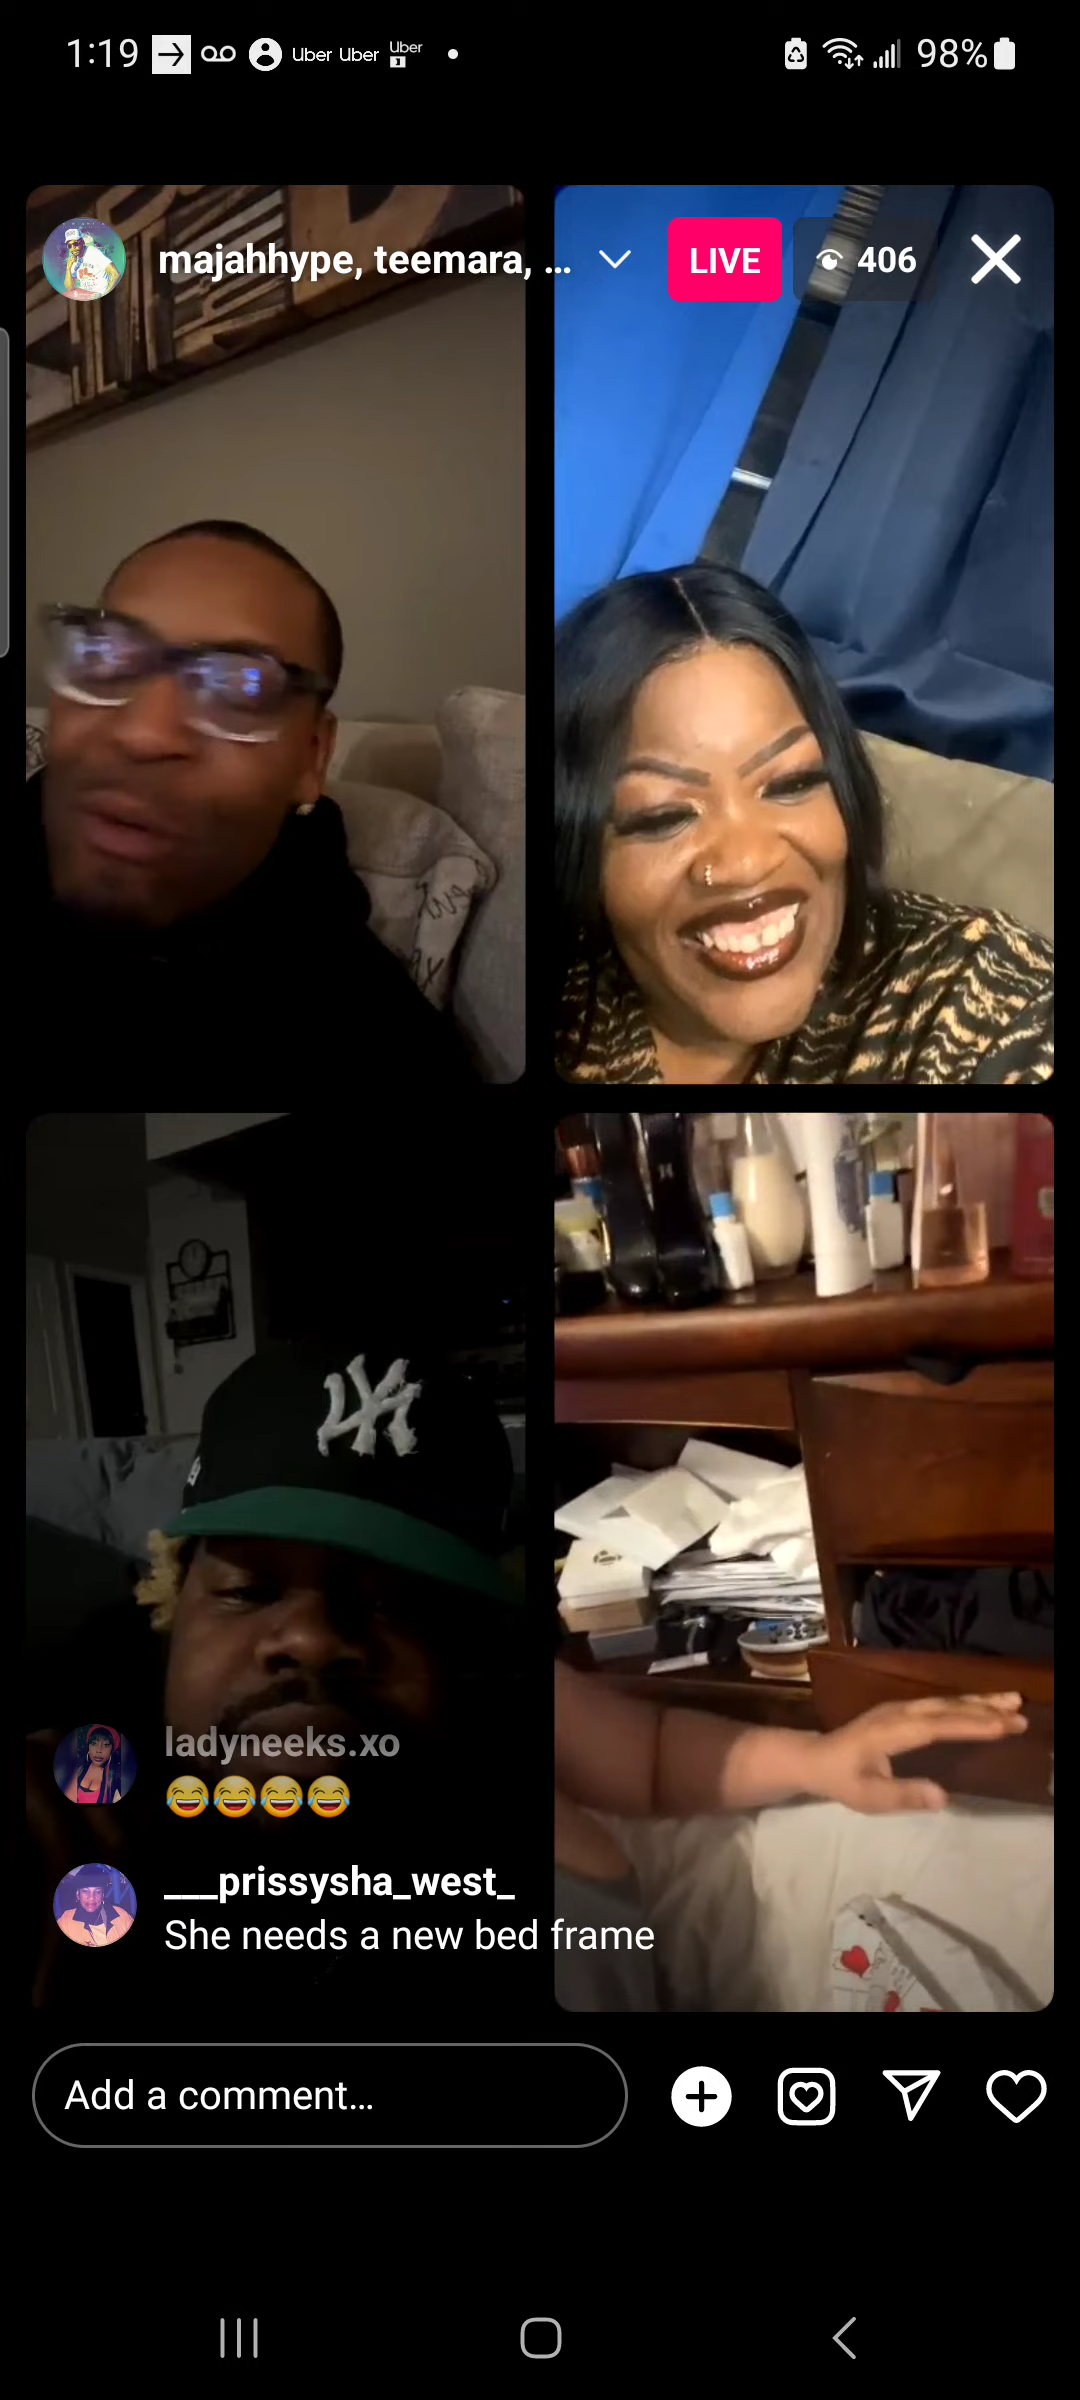 1:19 Uber Uber Uber 98%
majahhype, teemara, ... LIVE 406
ladyneeks.xo
😂😂😂😂
___prissysha_west_
She needs a new bed frame
Add a comment...